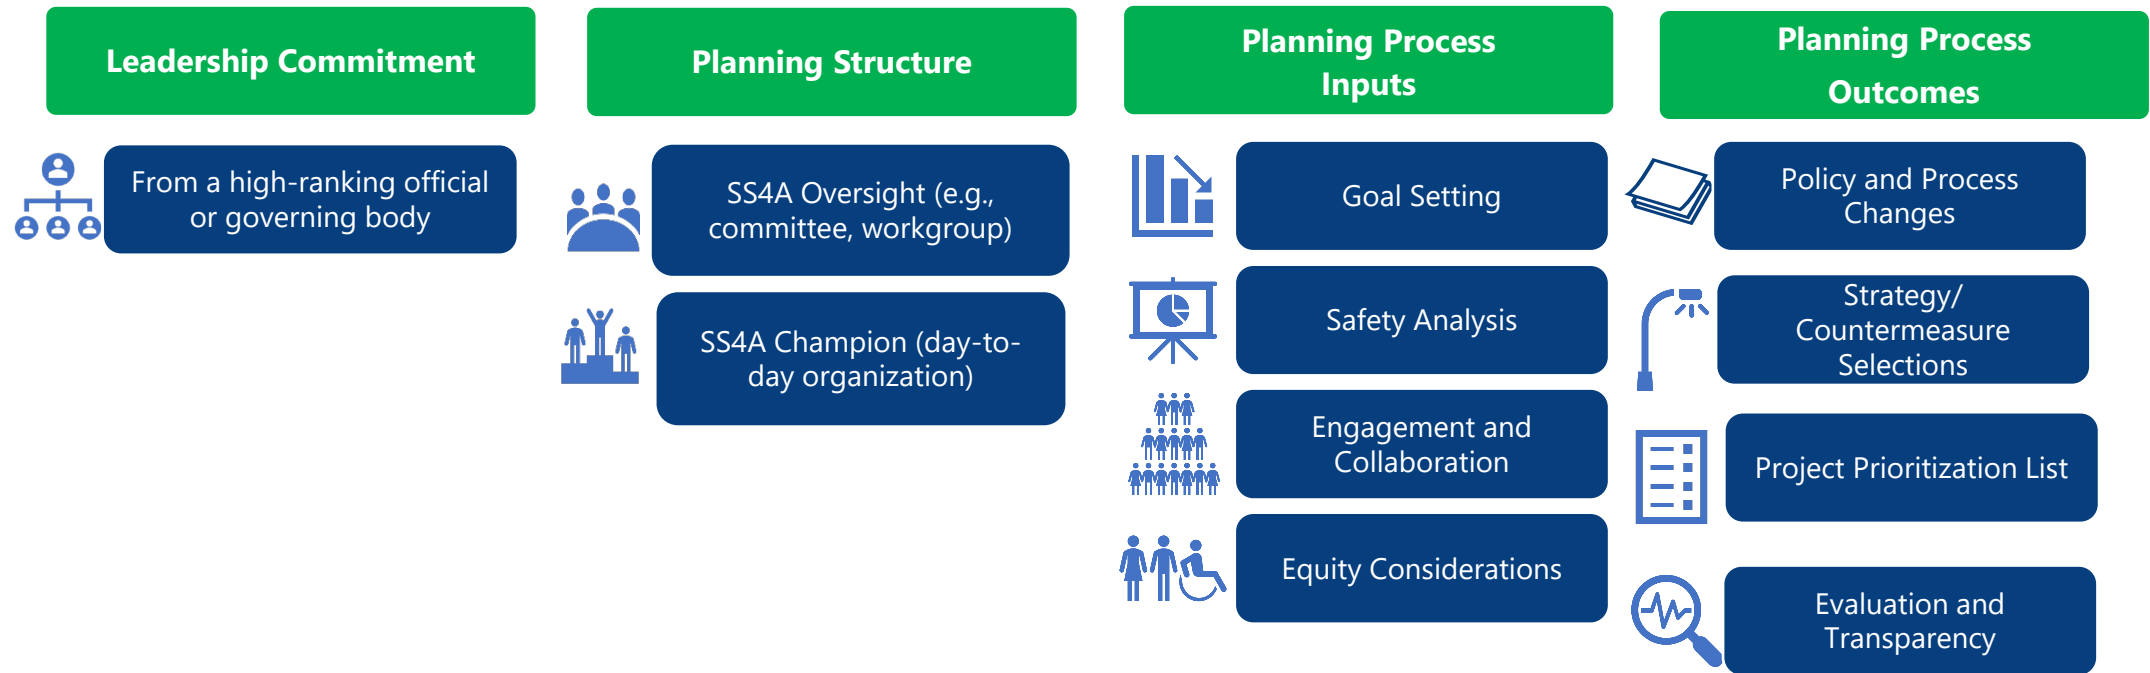 Leadership Commitment
From a high-ranking official
or governing body
Planning Structure
SS4A Oversight (e.g.,
committee, workgroup)
SS4A Champion (day-to-
day organization)
Planning Process
Inputs
Goal Setting
Safety Analysis
Engagement and
Collaboration
Equity Considerations
Planning Process
Outcomes
Policy and Process
Changes
Strategy/
Countermeasure
Selections
Project Prioritization List
Evaluation and
Transparency